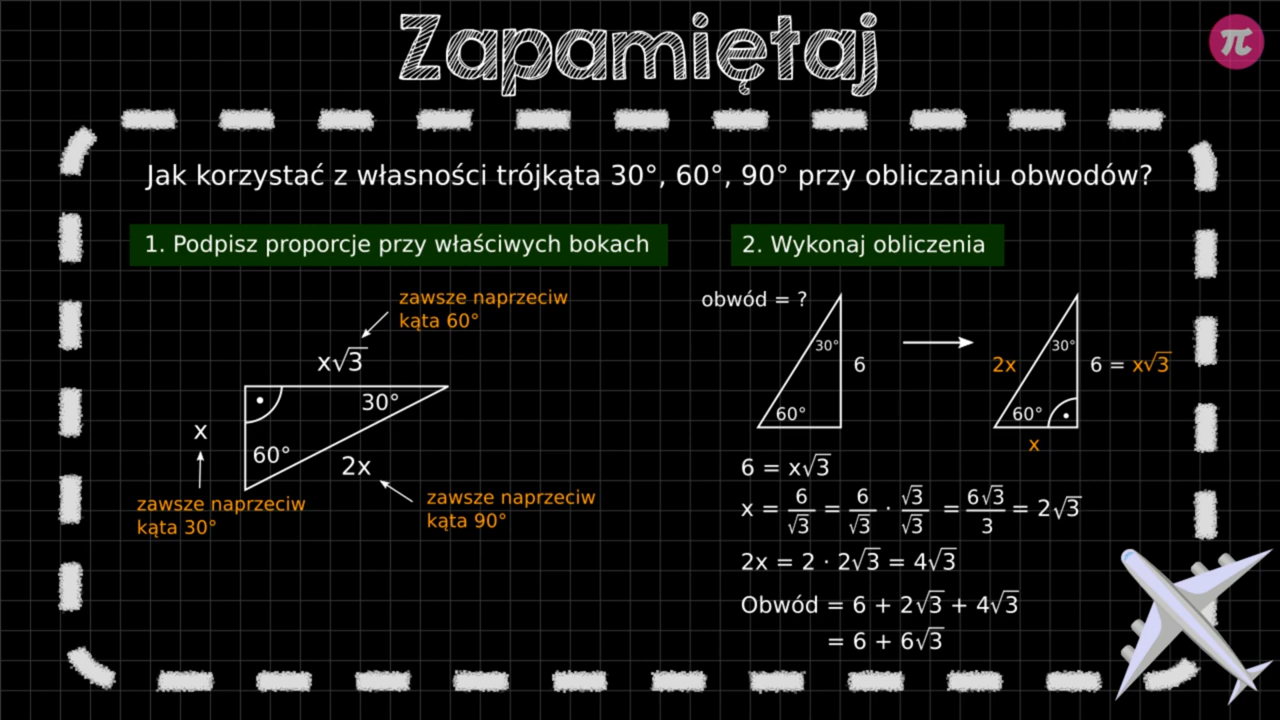 Zapamiętaj
π
Jak korzystać z własności trójkąta 30°, 60°, 90° przy obliczaniu obwodów?
1. Podpisz proporcje przy właściwych bokach
zawsze naprzeciw
kąta 60°
x√3
30°
x
60°
2x
zawsze naprzeciw
kąta 30°
zawsze naprzeciw
kąta 90°
2. Wykonaj obliczenia
obwód = ?
30°
6
60°
30°
2x
6 = x√3
60°
x
6 = x√3
x = 6/√3 = 6/√3 · √3/√3 = 6√3/3 = 2√3
2x = 2 · 2√3 = 4√3
Obwód = 6 + 2√3 + 4√3
= 6 + 6√3